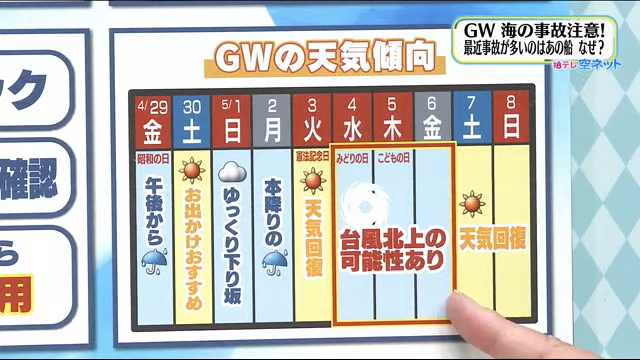 GW 海の事故注意!
最近事故が多いのはあの船 なぜ?
GWの天気傾向
4/29 30 5/1 2 3 4 5 6 7 8
金 土 日 月 火 水 木 金 土 日
昭和の日
午後から
お出かけおすすめ
ゆっくり下り坂
本降りの
憲法記念日
天気回復
みどりの日
こどもの日
台風北上の
可能性あり
天気回復
ック
確認
ら
用